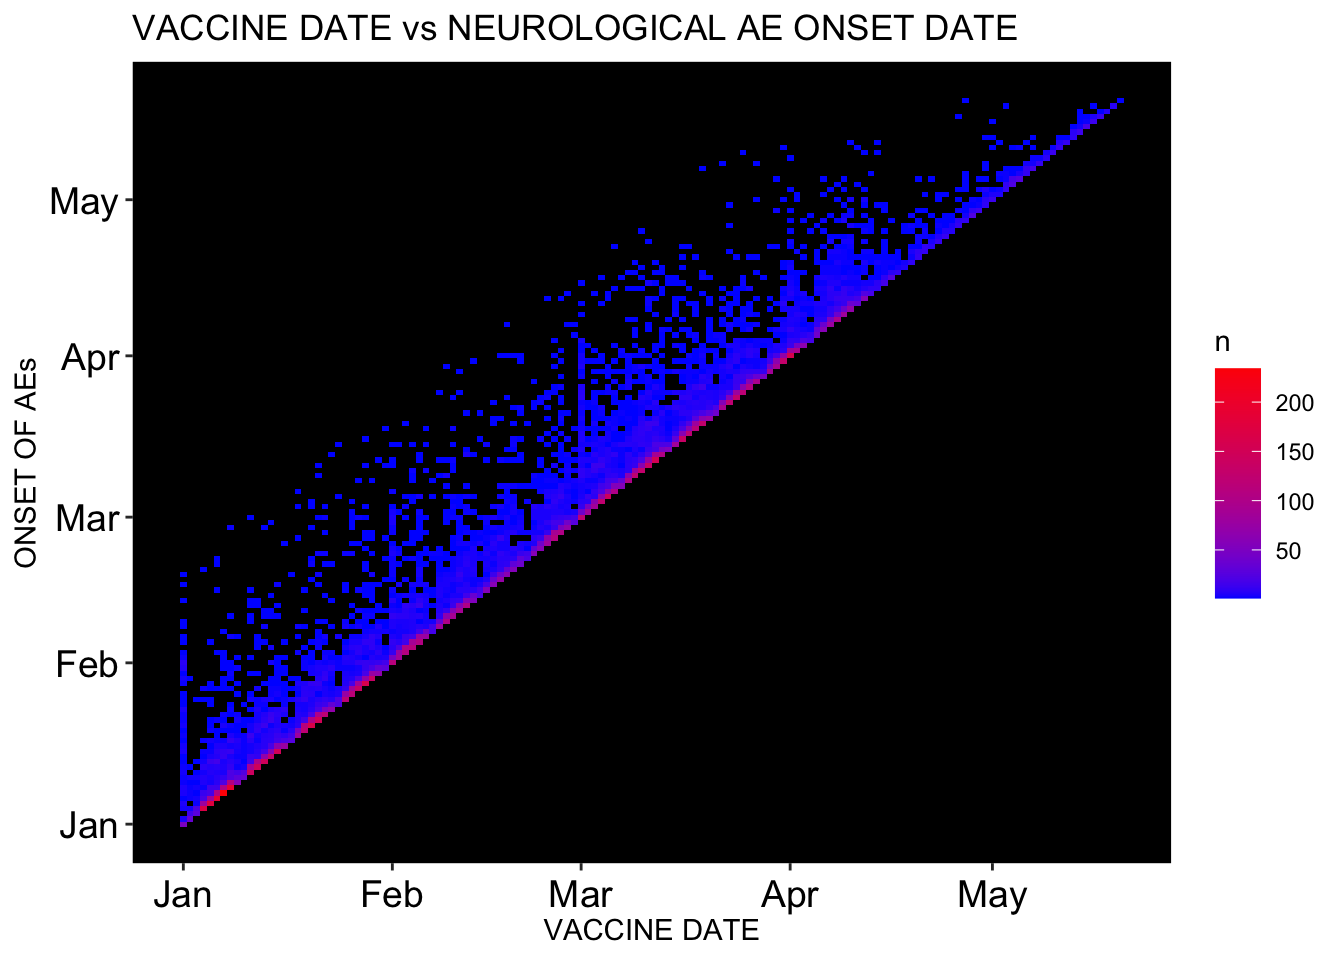 VACCINE DATE vs NEUROLOGICAL AE ONSET DATE
ONSET OF AEs
May
Apr
Mar
Feb
Jan
Jan Feb Mar Apr May
VACCINE DATE
n
200
150
100
50